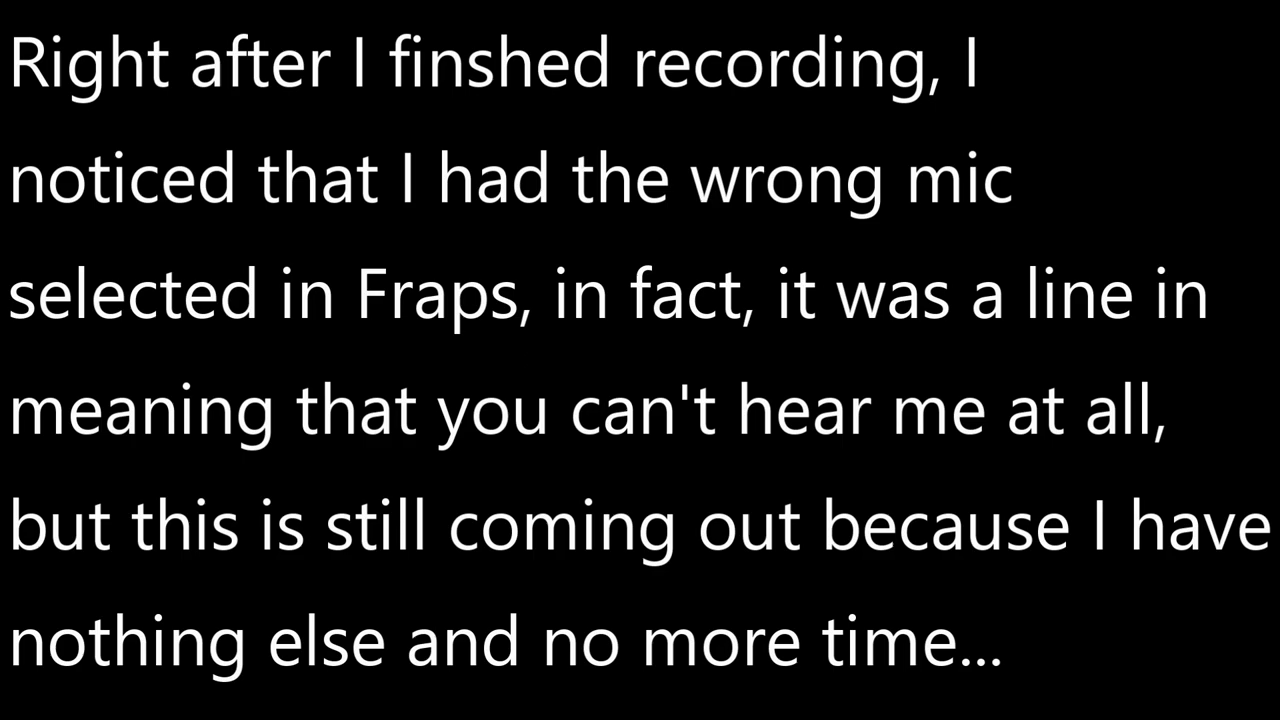 Right after I finshed recording, I
noticed that I had the wrong mic
selected in Fraps, in fact, it was a line in
meaning that you can't hear me at all,
but this is still coming out because I have
nothing else and no more time...